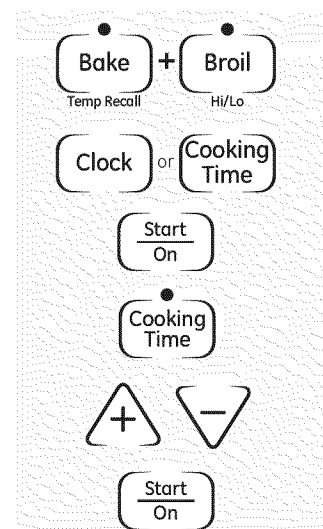 Bake + Broil
Temp Recall Hi/Lo
Clock or Cooking Time
Start
On
Cooking
Time
+ −
Start
On